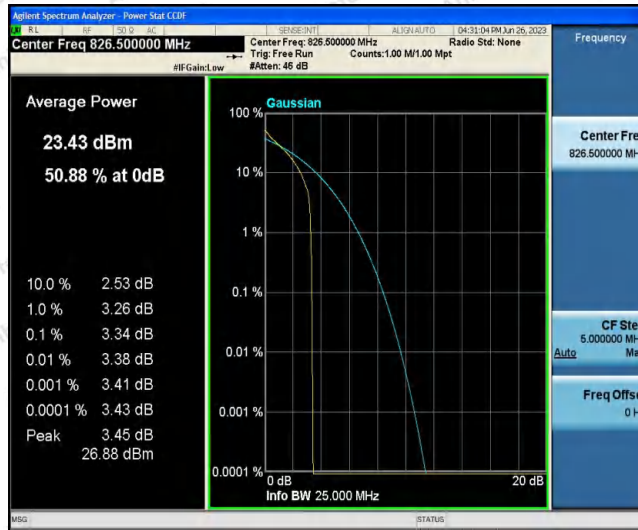 Agilent Spectrum Analyzer - Power Stat CCDF
RL RF 50 Ω AC SENSE:INT ALIGN AUTO 04:31:04 PM Jun 26, 2023
Center Freq 826.500000 MHz
Center Freq: 826.500000 MHz Radio Std: None
Trig: Free Run Counts:1.00 M/1.00 Mpt
#IFGain:Low #Atten: 46 dB
Average Power
23.43 dBm
50.88 % at 0dB
10.0 % 2.53 dB
1.0 % 3.26 dB
0.1 % 3.34 dB
0.01 % 3.38 dB
0.001 % 3.41 dB
0.0001 % 3.43 dB
Peak 3.45 dB
26.88 dBm
Gaussian
100 %
10 %
1 %
0.1 %
0.01 %
0.001 %
0.0001 %
0 dB 20 dB
Info BW 25.000 MHz
Frequency
Center Fre
826.500000 MH
CF Ste
5.000000 MH
Auto Ma
Freq Offse
0 H
MSG STATUS